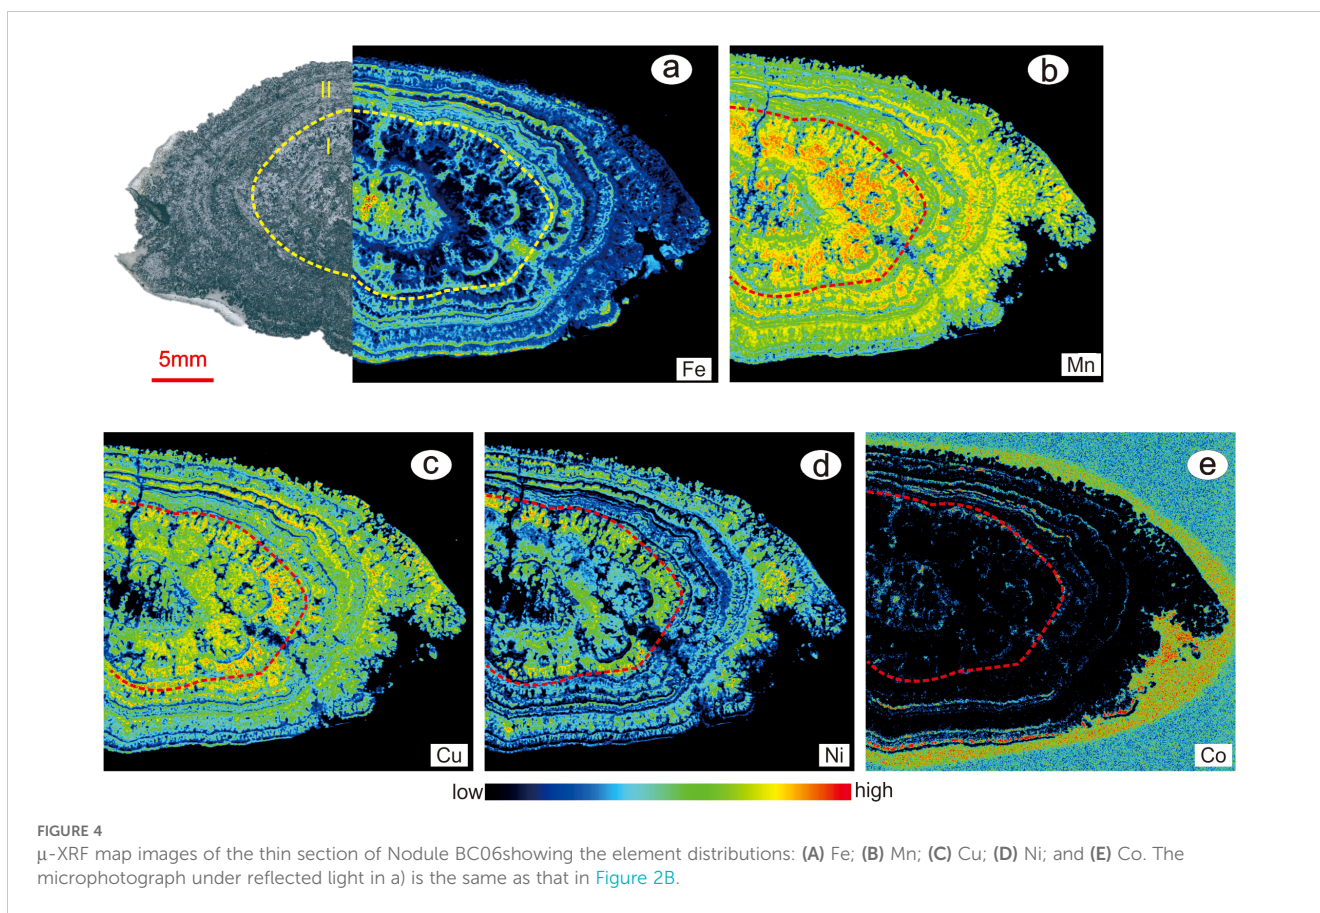 a
b
II
I
5mm
Fe
Mn
c
d
e
Cu
Ni
Co
low
high
FIGURE 4
µ-XRF map images of the thin section of Nodule BC06showing the element distributions: (A) Fe; (B) Mn; (C) Cu; (D) Ni; and (E) Co. The
microphotograph under reflected light in a) is the same as that in Figure 2B.